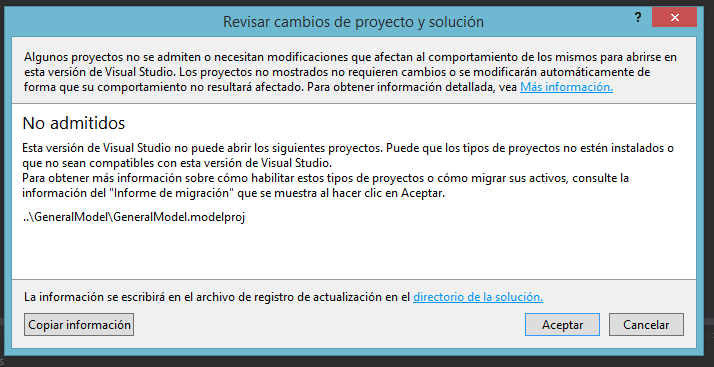 Revisar cambios de proyecto y solución
?
Algunos proyectos no se admiten o necesitan modificaciones que afectan al comportamiento de los mismos para abrirse en
esta versión de Visual Studio. Los proyectos no mostrados no requieren cambios o se modificarán automáticamente de
forma que su comportamiento no resultará afectado. Para obtener información detallada, vea Más información.
No admitidos
Esta versión de Visual Studio no puede abrir los siguientes proyectos. Puede que los tipos de proyectos no estén instalados o
que no sean compatibles con esta versión de Visual Studio.
Para obtener más información sobre cómo habilitar estos tipos de proyectos o cómo migrar sus activos, consulte la
información del "Informe de migración" que se muestra al hacer clic en Aceptar.
..\GeneralModel\GeneralModel.modelproj
La información se escribirá en el archivo de registro de actualización en el directorio de la solución.
Copiar información
Aceptar
Cancelar